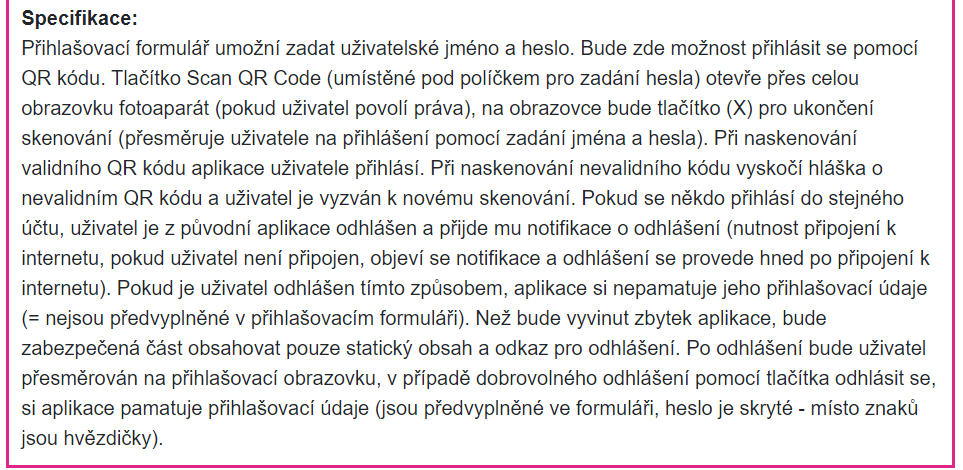 Specifikace:
Přihlašovací formulář umožní zadat uživatelské jméno a heslo. Bude zde možnost přihlásit se pomocí
QR kódu. Tlačítko Scan QR Code (umístěné pod políčkem pro zadání hesla) otevře přes celou
obrazovku fotoaparát (pokud uživatel povolí práva), na obrazovce bude tlačítko (X) pro ukončení
skenování (přesměruje uživatele na přihlášení pomocí zadání jména a hesla). Při naskenování
validního QR kódu aplikace uživatele přihlásí. Při naskenování nevalidního kódu vyskočí hláška o
nevalidním QR kódu a uživatel je vyzván k novému skenování. Pokud se někdo přihlásí do stejného
účtu, uživatel je z původní aplikace odhlášen a přijde mu notifikace o odhlášení (nutnost připojení k
internetu, pokud uživatel není připojen, objeví se notifikace a odhlášení se provede hned po připojení k
internetu). Pokud je uživatel odhlášen tímto způsobem, aplikace si nepamatuje jeho přihlašovací údaje
(= nejsou předvyplněné v přihlašovacím formuláři). Než bude vyvinut zbytek aplikace, bude
zabezpečená část obsahovat pouze statický obsah a odkaz pro odhlášení. Po odhlášení bude uživatel
přesměrován na přihlašovací obrazovku, v případě dobrovolného odhlášení pomocí tlačítka odhlásit se,
si aplikace pamatuje přihlašovací údaje (jsou předvyplněné ve formuláři, heslo je skryté - místo znaků
jsou hvězdičky).